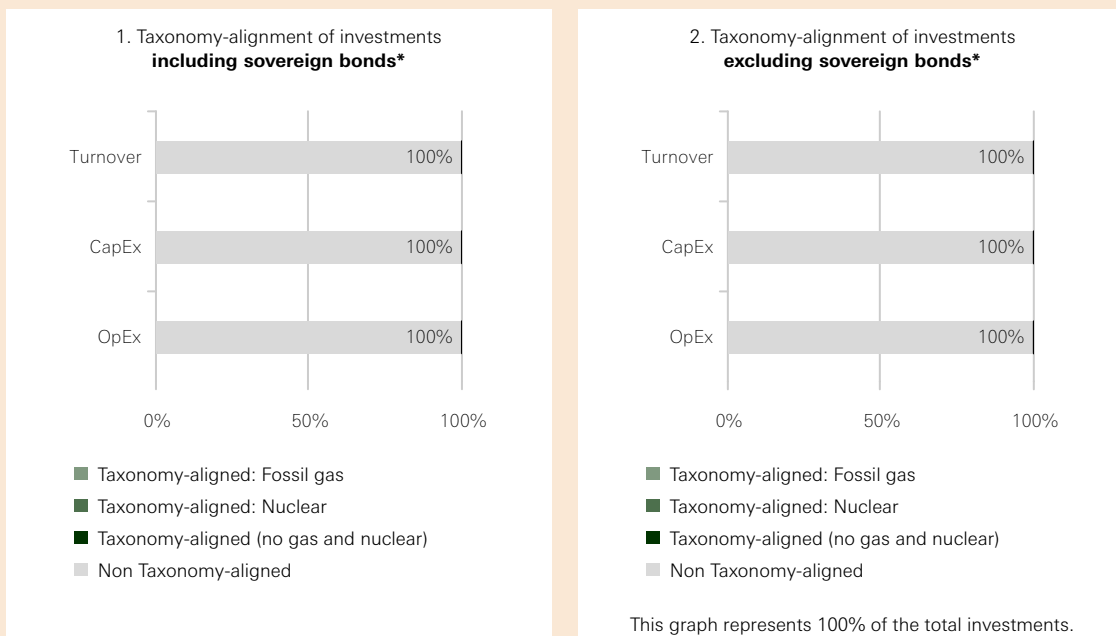 1. Taxonomy-alignment of investments
including sovereign bonds*
Turnover
100%
CapEx
100%
OpEx
100%
0% 50% 100%
Taxonomy-aligned: Fossil gas
Taxonomy-aligned: Nuclear
Taxonomy-aligned (no gas and nuclear)
Non Taxonomy-aligned
2. Taxonomy-alignment of investments
excluding sovereign bonds*
Turnover
100%
CapEx
100%
OpEx
100%
0% 50% 100%
Taxonomy-aligned: Fossil gas
Taxonomy-aligned: Nuclear
Taxonomy-aligned (no gas and nuclear)
Non Taxonomy-aligned
This graph represents 100% of the total investments.